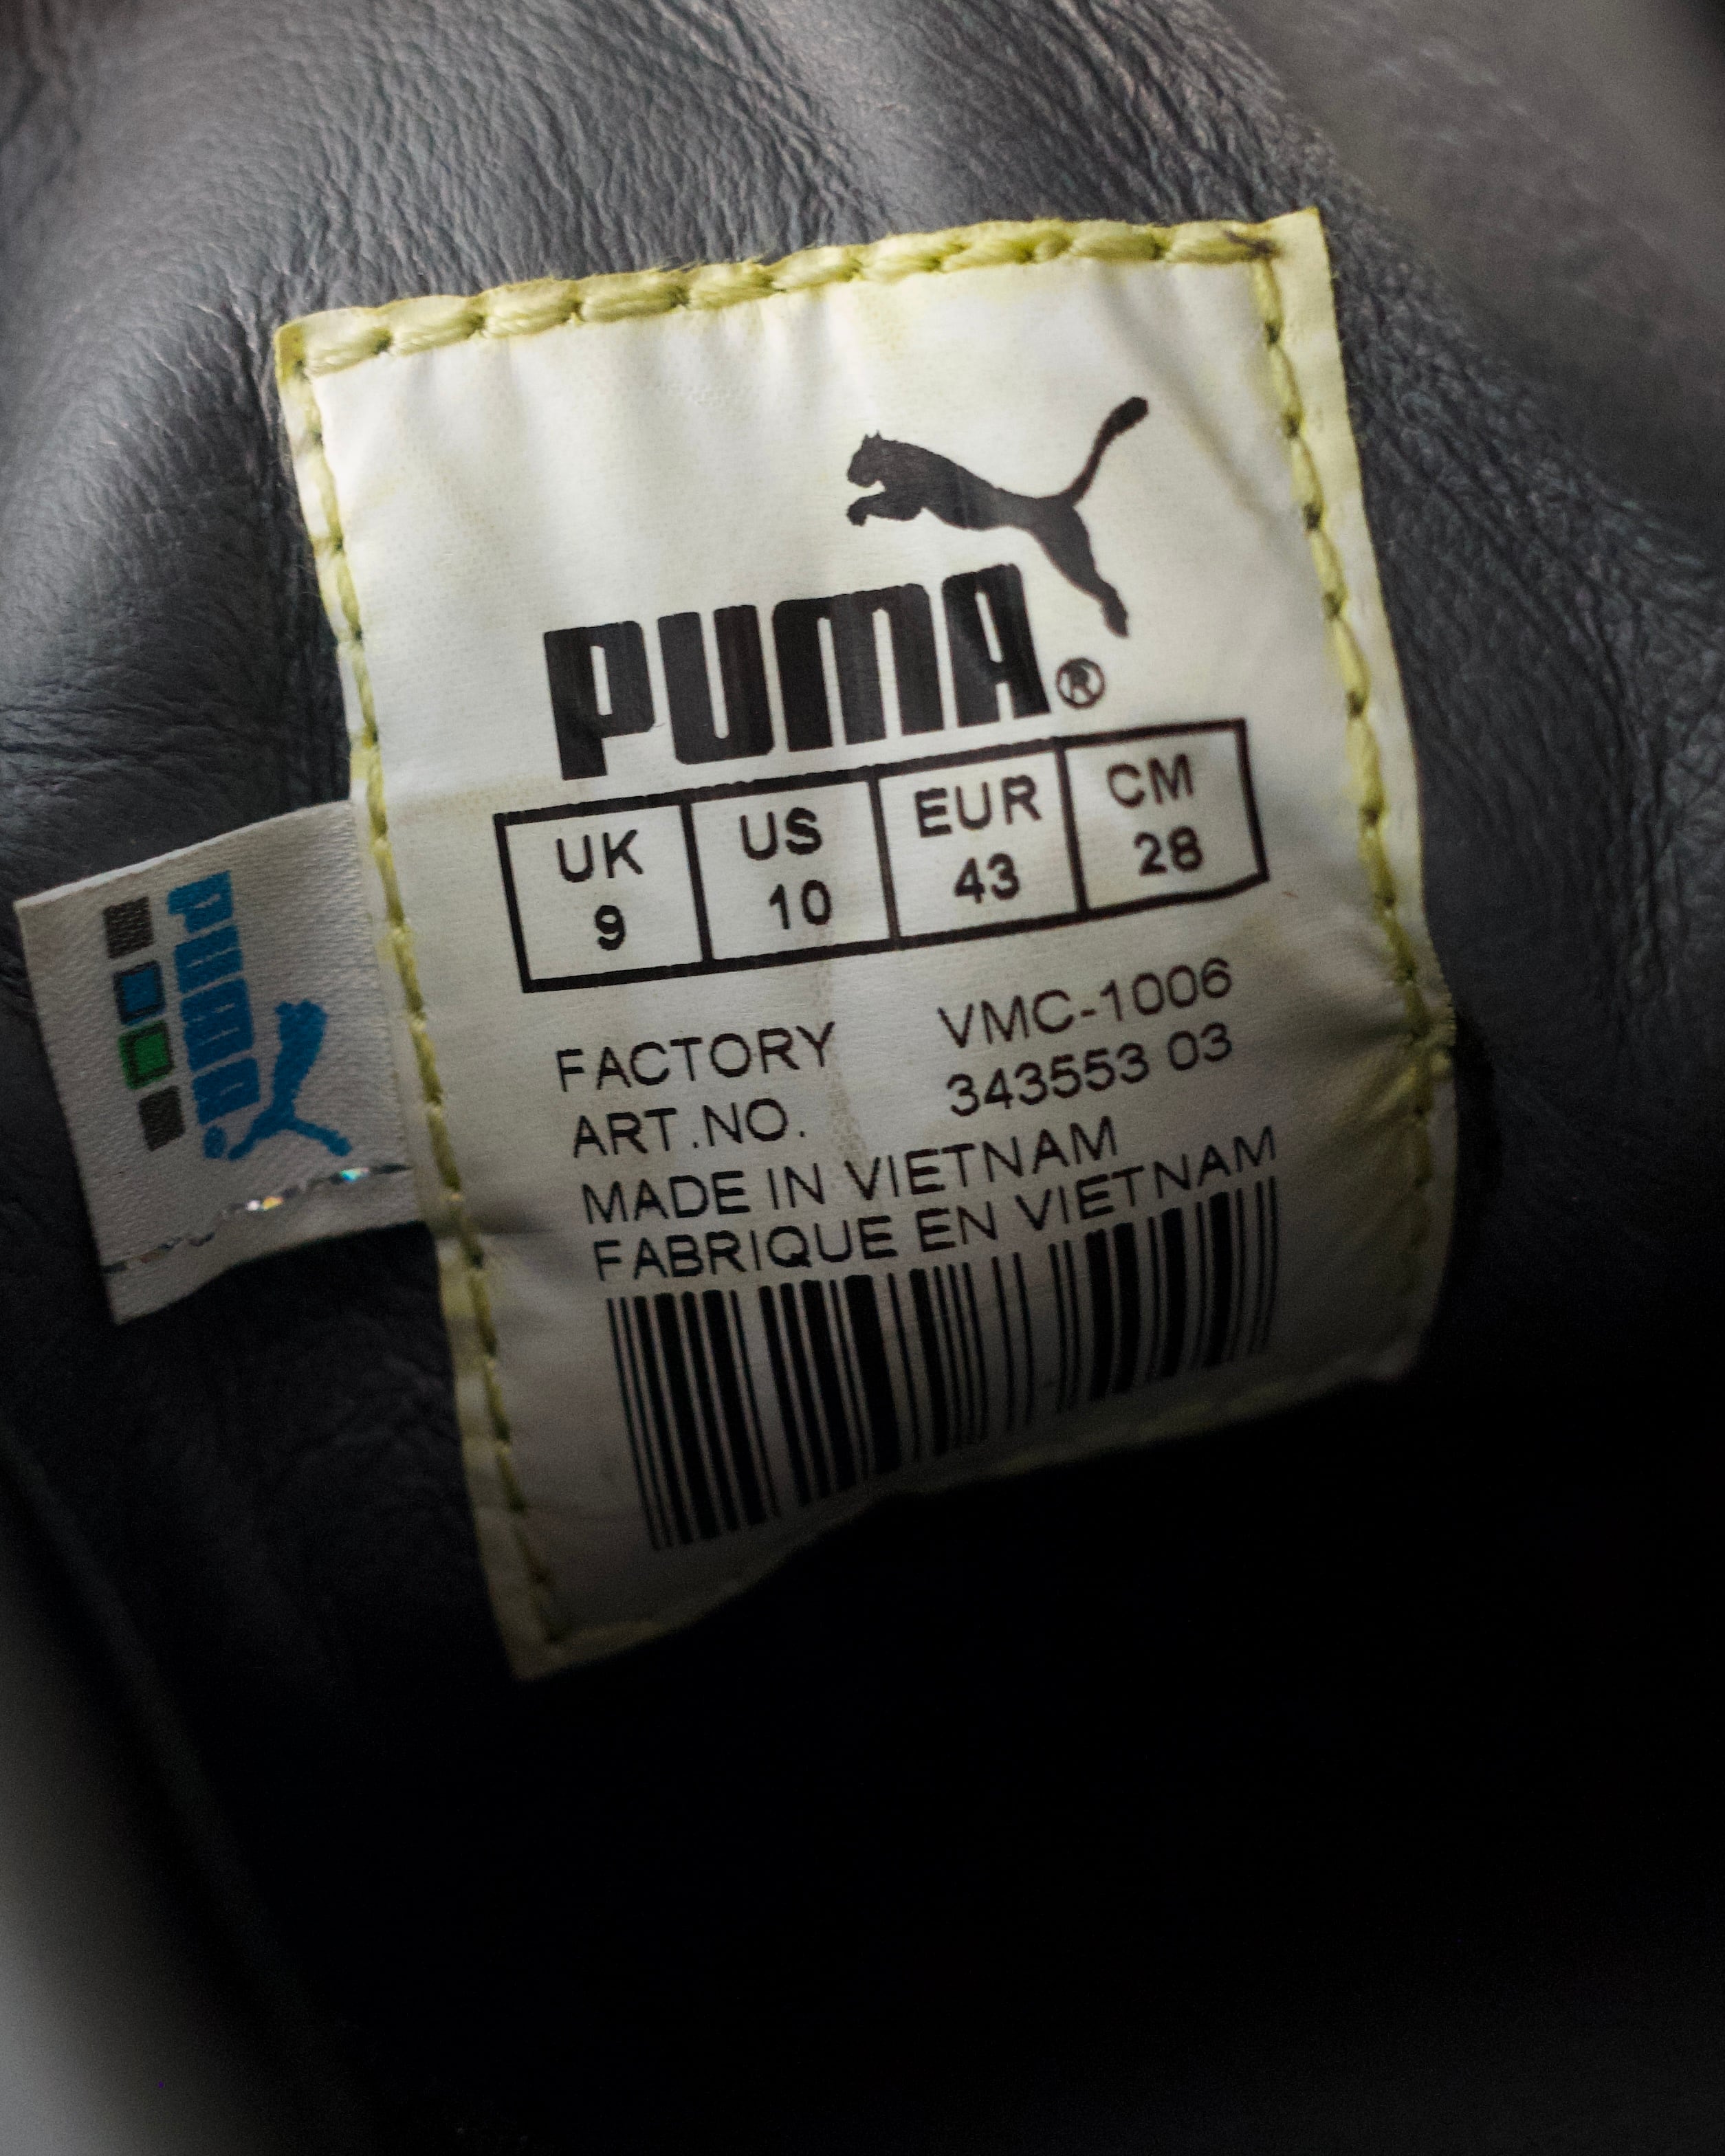 PUMA®
UK US EUR CM
9 10 43 28
FACTORY VMC-1006
ART.NO. 343553 03
MADE IN VIETNAM
FABRIQUE EN VIETNAM
PUMA®